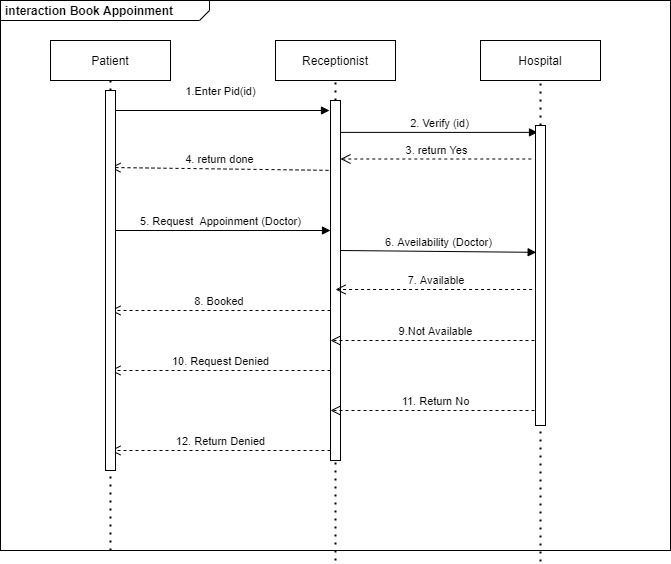 interaction Book Appoinment
Patient
Receptionist
Hospital
1.Enter Pid(id)
2. Verify (id)
3. return Yes
4. return done
5. Request Appoinment (Doctor)
6. Aveilability (Doctor)
7. Available
8. Booked
9.Not Available
10. Request Denied
11. Return No
12. Return Denied